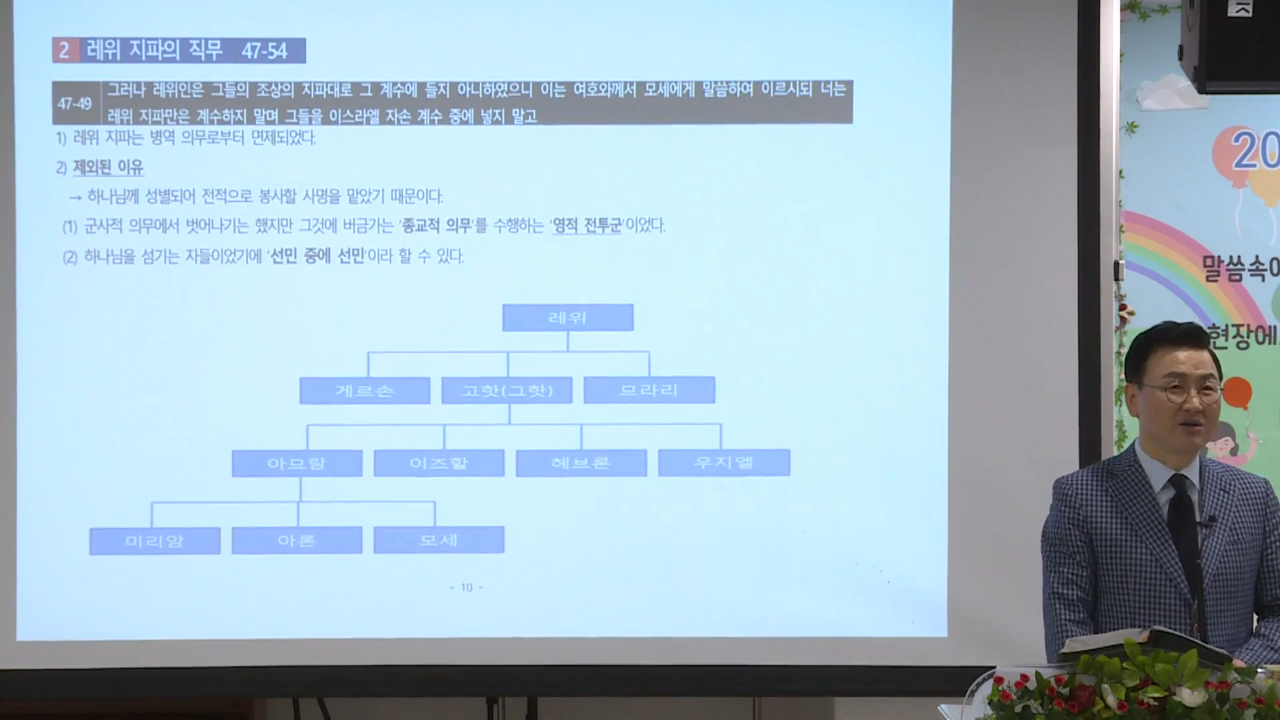 2 레위 지파의 직무 47-54
47-49 그러나 레위인은 그들의 조상의 지파대로 그 계수에 들지 아니하였으니 이는 여호와께서 모세에게 말씀하여 이르시되 너는
레위 지파만은 계수하지 말며 그들을 이스라엘 자손 계수 중에 넣지 말고
1) 레위 지파는 병역 의무로부터 면제되었다.
2) 제외된 이유
→ 하나님께 성별되어 전적으로 봉사할 사명을 맡았기 때문이다.
(1) 군사적 의무에서 벗어나기는 했지만 그것에 버금가는 '종교적 의무'를 수행하는 '영적 전투군'이었다.
(2) 하나님을 섬기는 자들이었기에 '선민 중에 선민'이라 할 수 있다.
레위
게르손 고핫(그핫) 므라리
아므람 이즈할 헤브론 우지엘
미리암 아론 모세
- 10 -
20
말씀속에
현장에